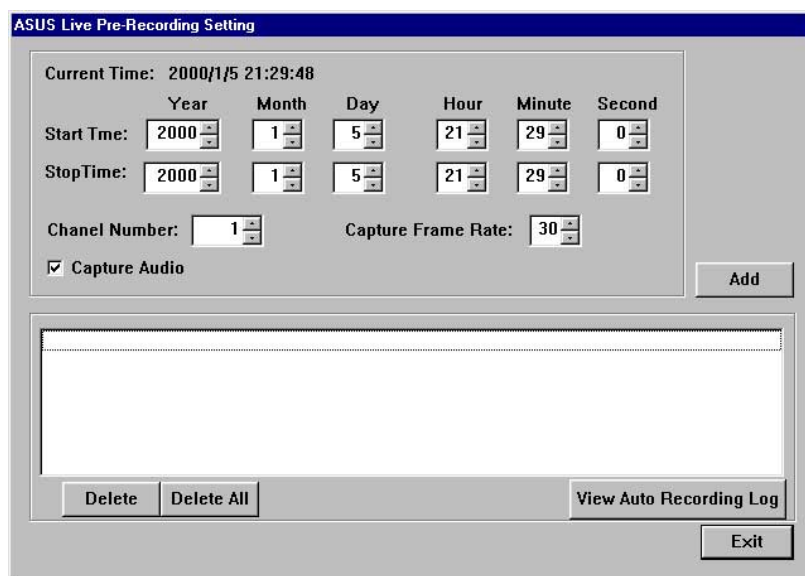 ASUS Live Pre-Recording Setting
Current Time: 2000/1/5 21:29:48
Year Month Day Hour Minute Second
Start Tme: 2000 1 5 21 29 0
StopTime: 2000 1 5 21 29 0
Chanel Number: 1 Capture Frame Rate: 30
Capture Audio
Add
Delete Delete All View Auto Recording Log
Exit